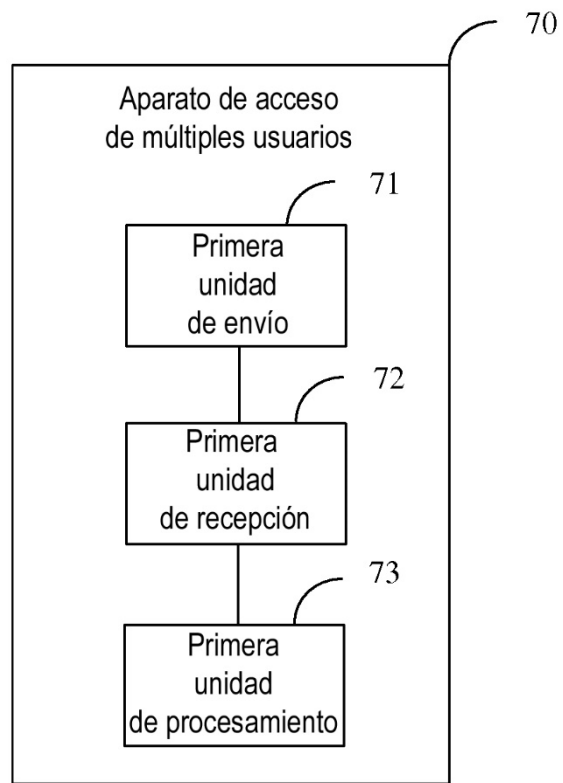 70
Aparato de acceso
de múltiples usuarios
71
Primera
unidad
de envío
72
Primera
unidad
de recepción
73
Primera
unidad
de procesamiento